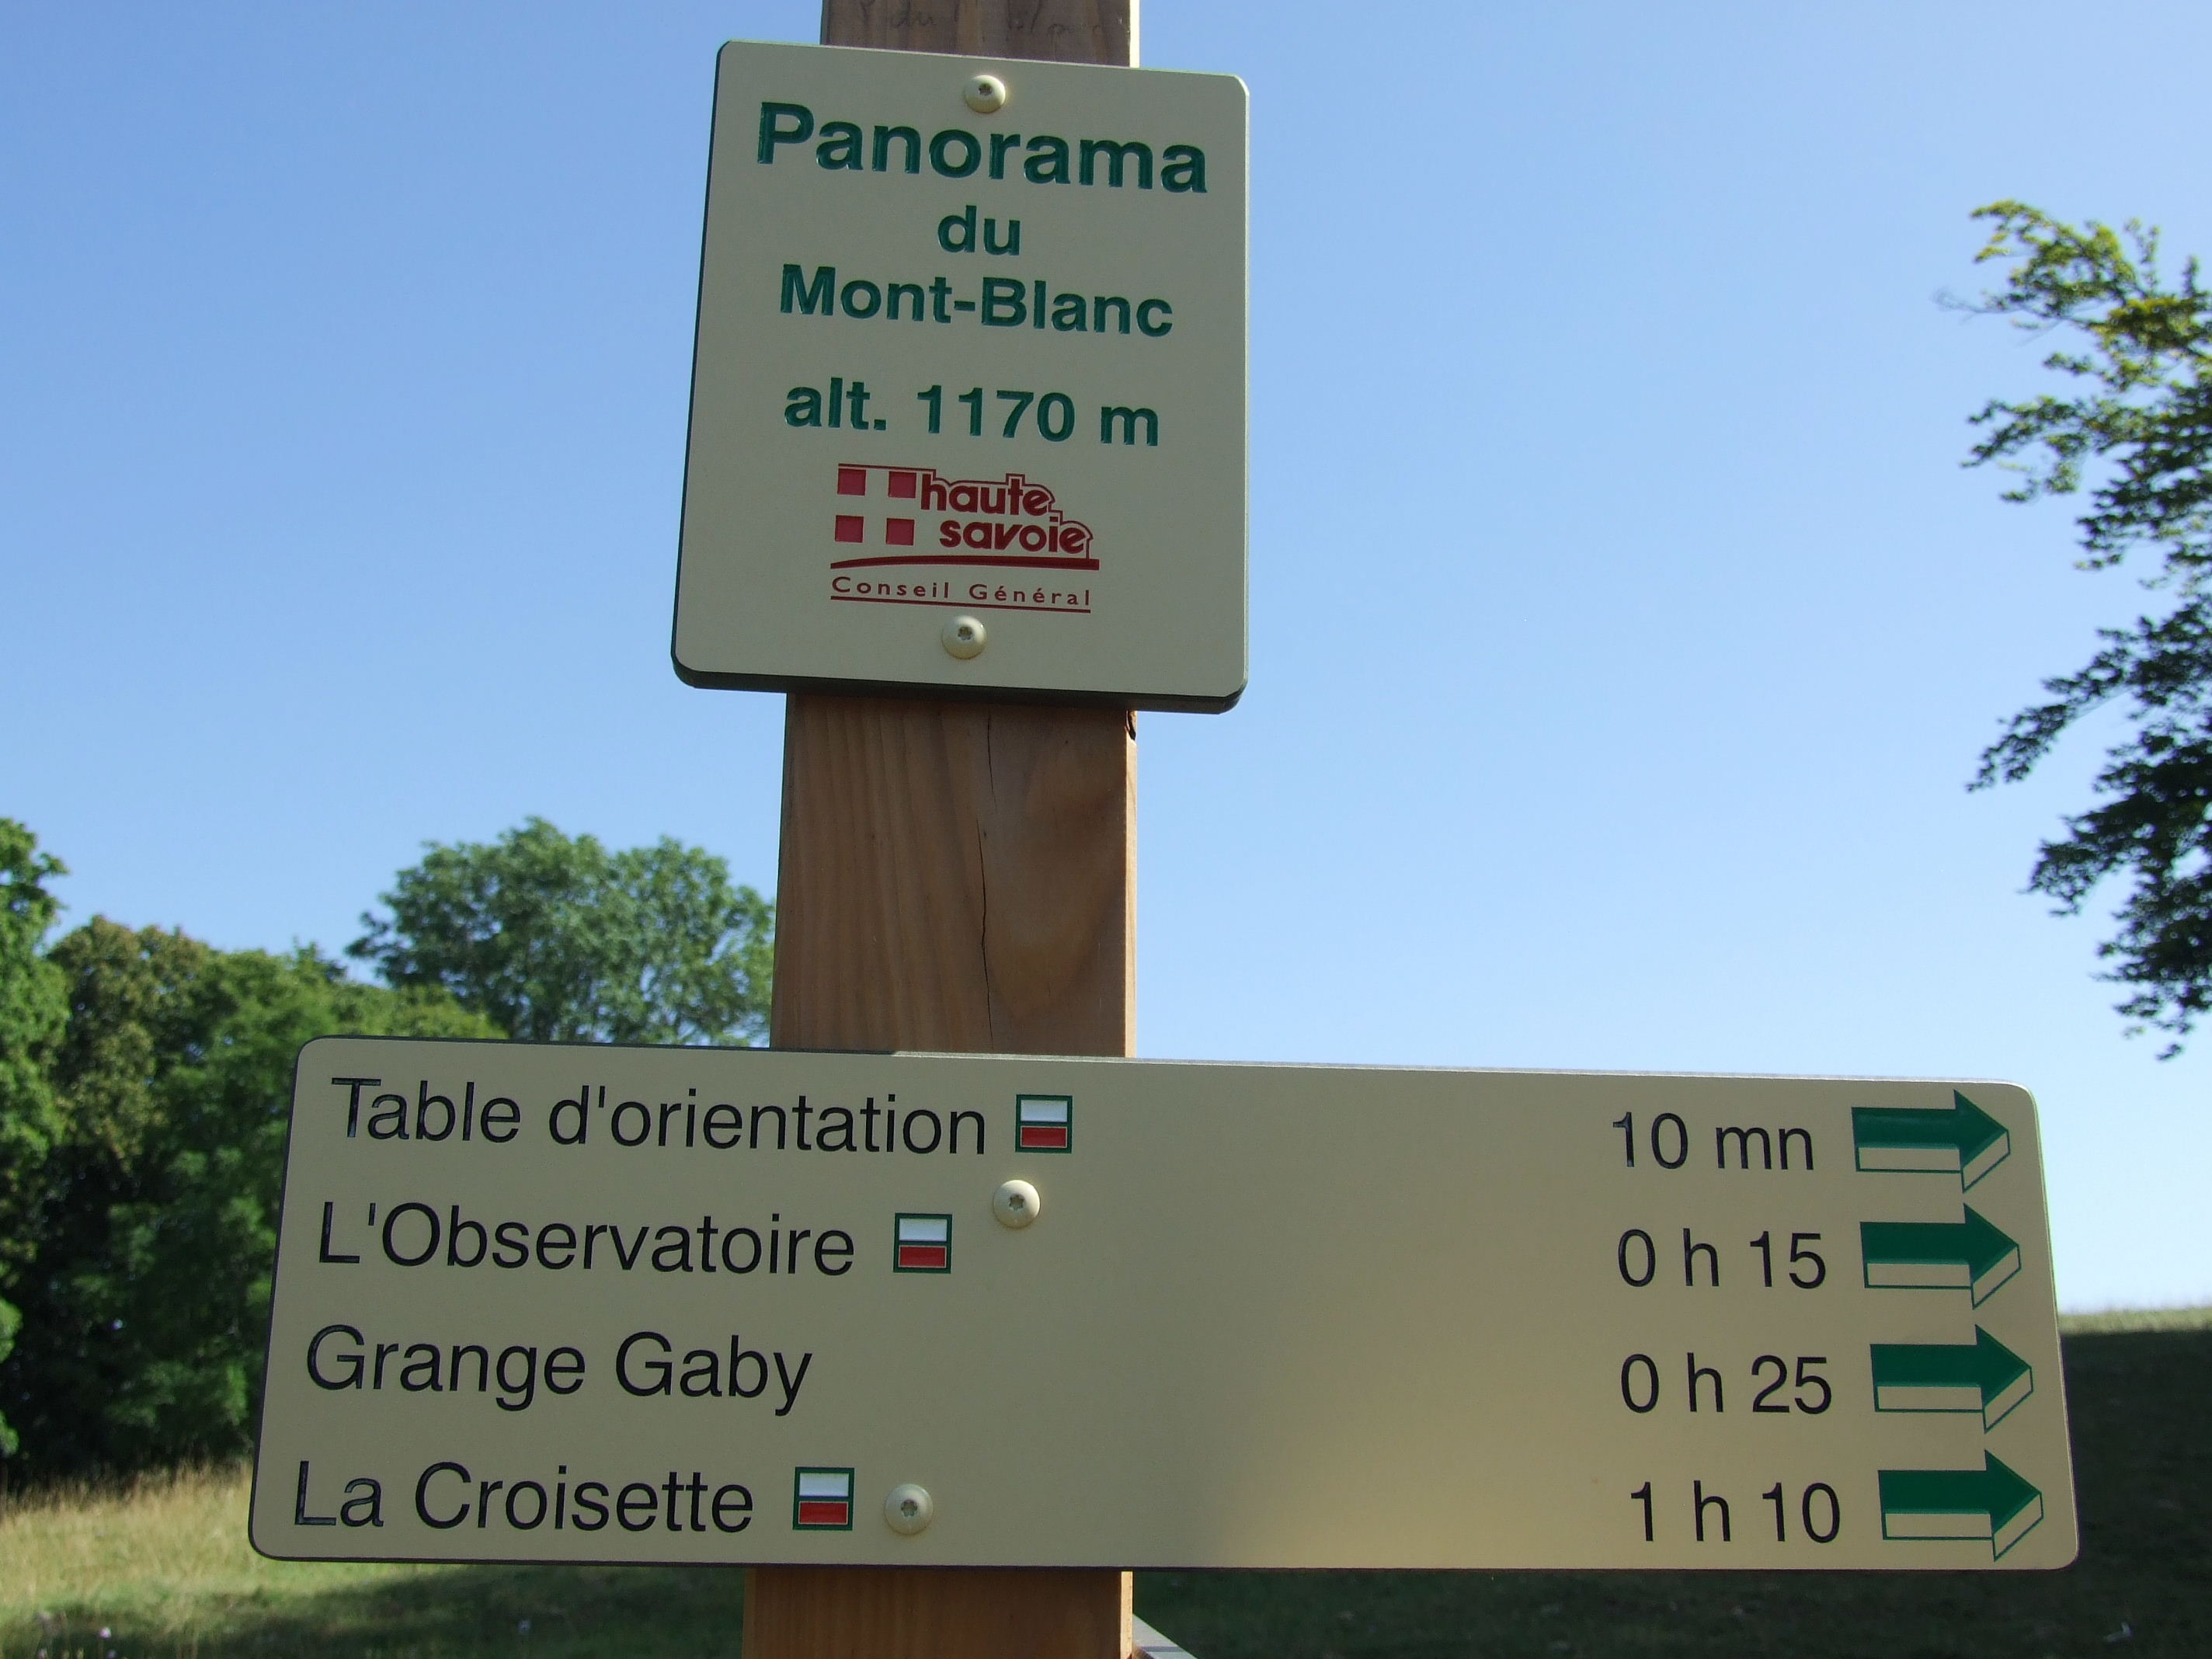 Panorama
du
Mont-Blanc
alt. 1170 m
haute
savoie
Conseil Général
Table d'orientation 10 mn
L'Observatoire 0 h 15
Grange Gaby 0 h 25
La Croisette 1 h 10